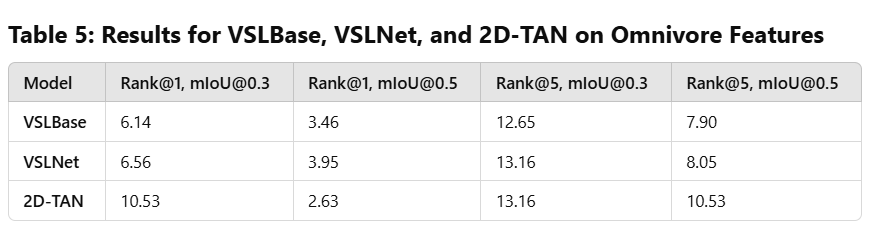 Table 5: Results for VSLBase, VSLNet, and 2D-TAN on Omnivore Features
Model Rank@1, mIoU@0.3 Rank@1, mIoU@0.5 Rank@5, mIoU@0.3 Rank@5, mIoU@0.5
VSLBase 6.14 3.46 12.65 7.90
VSLNet 6.56 3.95 13.16 8.05
2D-TAN 10.53 2.63 13.16 10.53